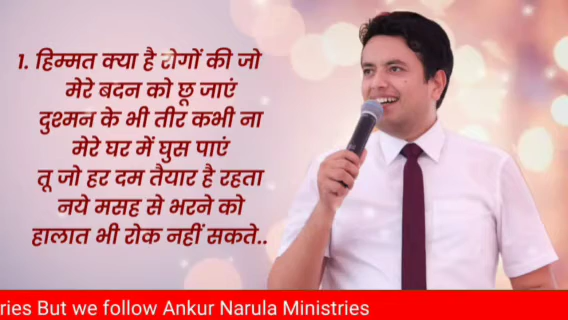 1. हिम्मत क्या है रोगों की जो
मेरे बदन को छू जाएं
दुश्मन के भी तीर कभी ना
मेरे घर में घुस पाएं
तू जो हर दम तैयार है रहता
नये मसह से भरने को
हालात भी रोक नहीं सकते..
ries But we follow Ankur Narula Ministries